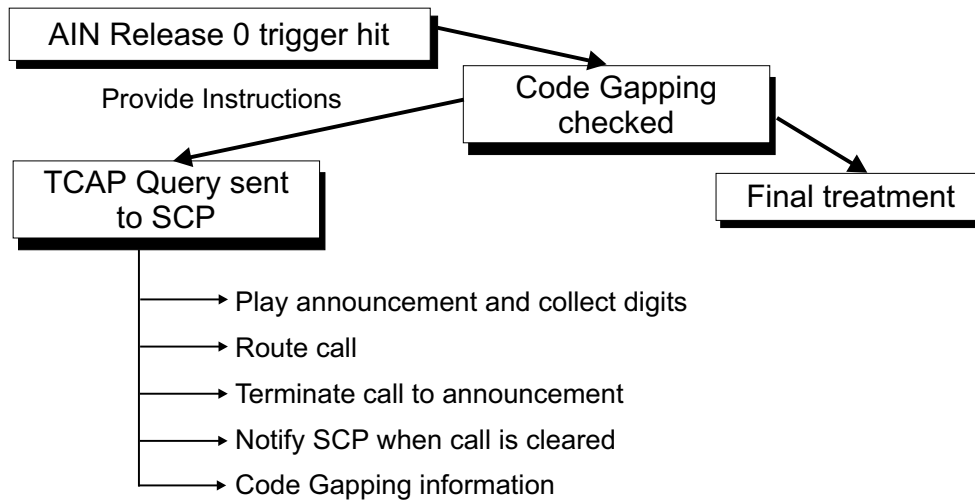 AIN Release 0 trigger hit
Code Gapping
checked
Provide Instructions
TCAP Query sent
to SCP
Final treatment
Play announcement and collect digits
Route call
Terminate call to announcement
Notify SCP when call is cleared
Code Gapping information